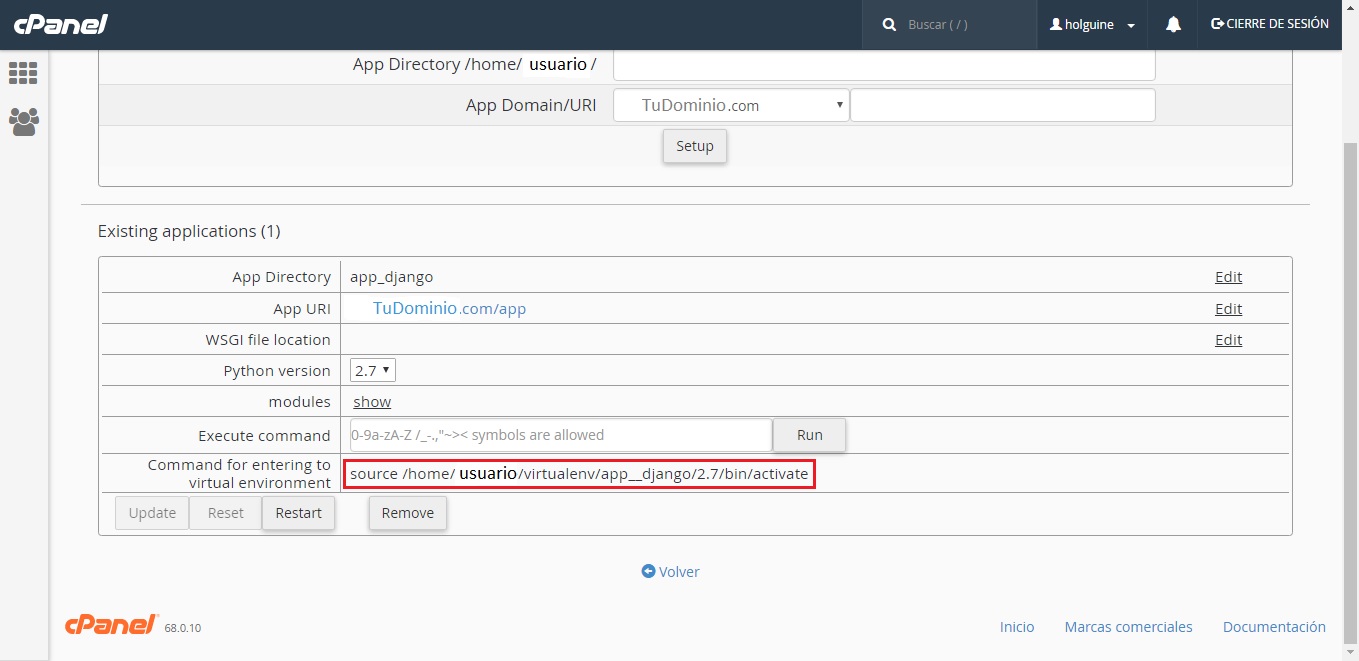 cPanel
Buscar ( / )
holguine
CIERRE DE SESIÓN
App Directory /home/ usuario /
App Domain/URI TuDominio.com
Setup
Existing applications (1)
App Directory app_django Edit
App URI TuDominio.com/app Edit
WSGI file location Edit
Python version 2.7
modules show
Execute command 0-9a-zA-Z /_-.,"~>< symbols are allowed Run
Command for entering to
virtual environment
source /home/ usuario/virtualenv/app__django/2.7/bin/activate
Update Reset Restart Remove
Volver
cPanel 68.0.10 Inicio Marcas comerciales Documentación